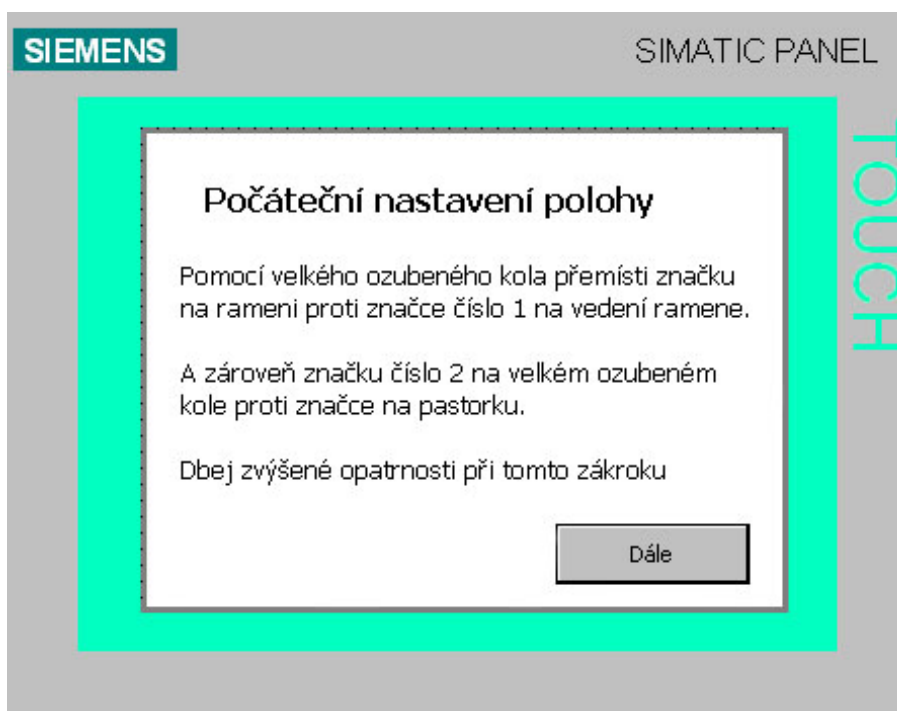 SIEMENS
SIMATIC PANEL
TOUCH
Počáteční nastavení polohy
Pomocí velkého ozubeného kola přemísti značku
na rameni proti značce číslo 1 na vedení ramene.
A zároveň značku číslo 2 na velkém ozubeném
kole proti značce na pastorku.
Dbej zvýšené opatrnosti při tomto zákroku
Dále